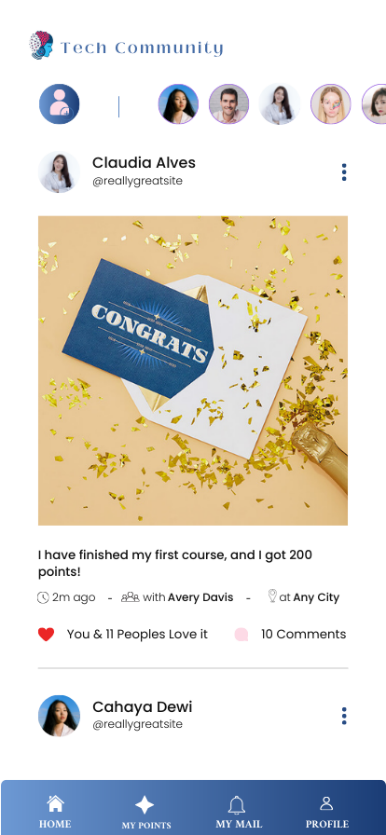 Tech Community
Claudia Alves
@reallygreatsite
CONGRATS
I have finished my first course, and I got 200
points!
2m ago - with Avery Davis - at Any City
You & 11 Peoples Love it 10 Comments
Cahaya Dewi
@reallygreatsite
HOME MY POINTS MY MAIL PROFILE